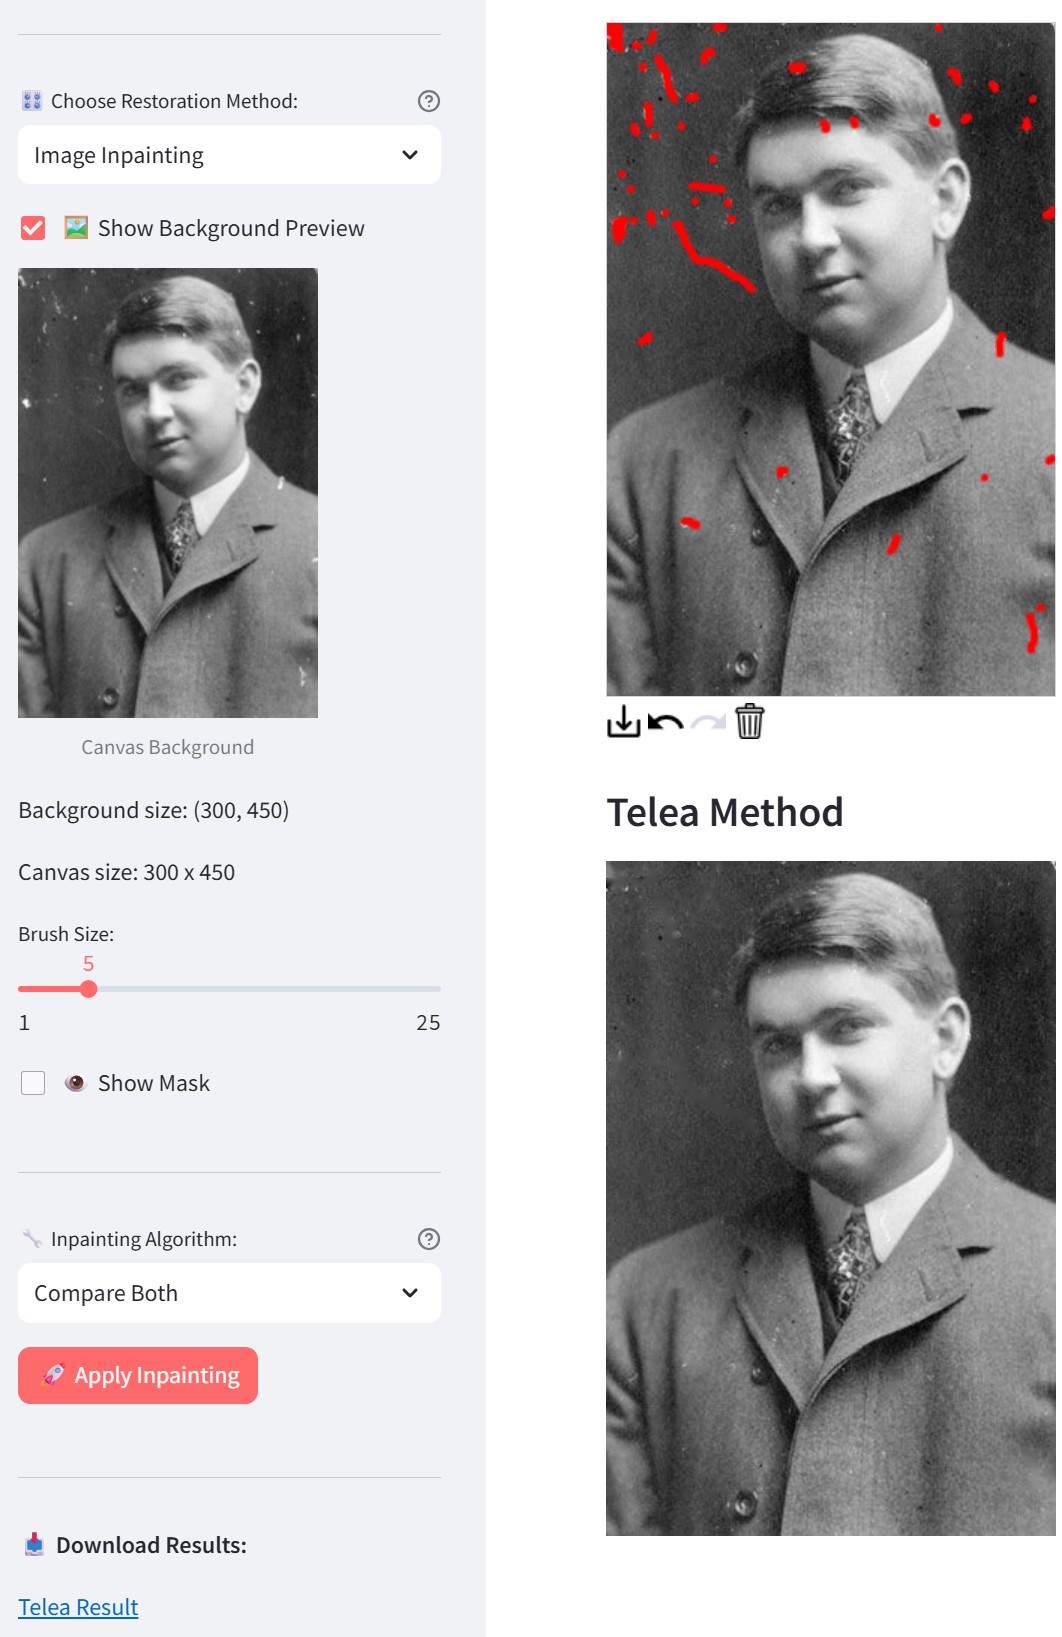 Choose Restoration Method:
Image Inpainting
Show Background Preview
Canvas Background
Background size: (300, 450)
Canvas size: 300 x 450
Brush Size:
5
1
25
Show Mask
Inpainting Algorithm:
Compare Both
Apply Inpainting
Download Results:
Telea Result
Telea Method